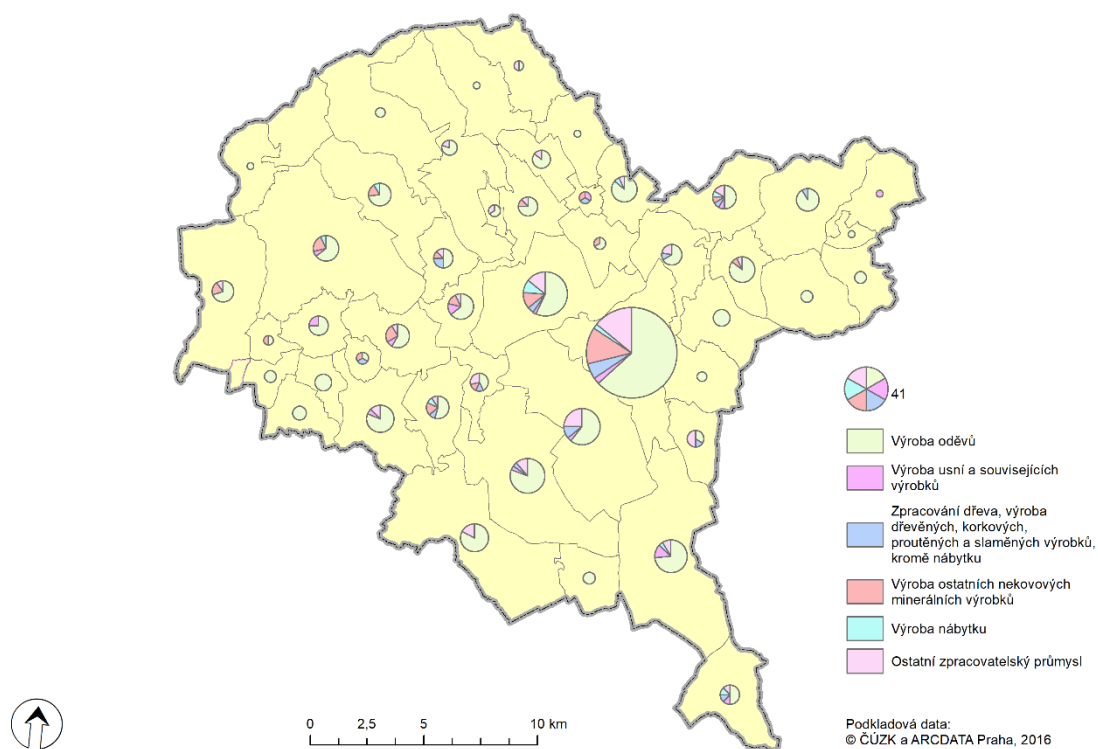 41
Výroba oděvů
Výroba usní a souvisejících
výrobků
Zpracování dřeva, výroba
dřevěných, korkových,
proutěných a slaměných výrobků,
kromě nábytku
Výroba ostatních nekovových
minerálních výrobků
Výroba nábytku
Ostatní zpracovatelský průmysl
0 2,5 5 10 km
Podkladová data:
© ČÚZK a ARCDATA Praha, 2016